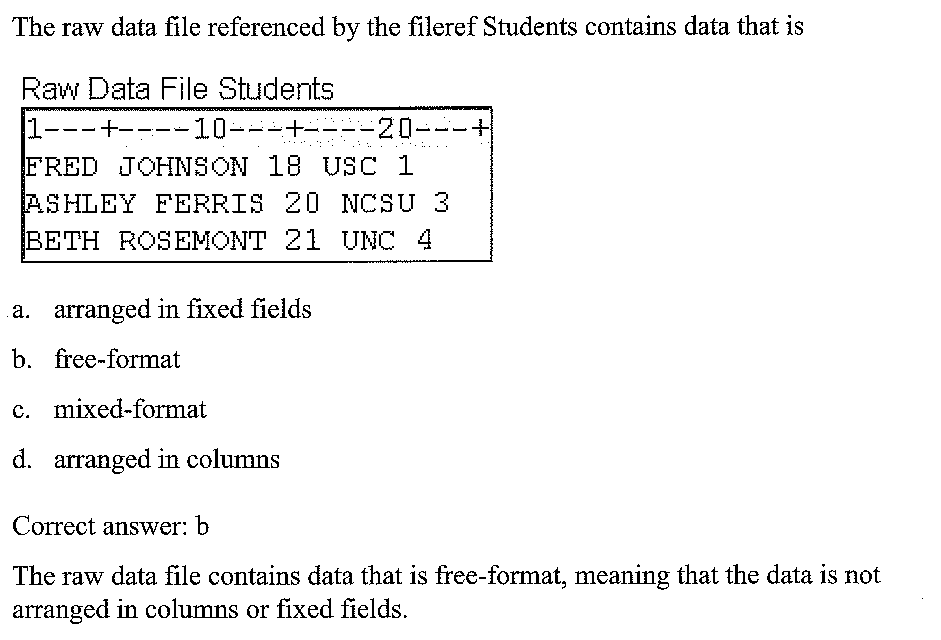 The raw data file referenced by the fileref Students contains data that is
Raw Data File Students
1---+----10---+----20---+
FRED JOHNSON 18 USC 1
ASHLEY FERRIS 20 NCSU 3
BETH ROSEMONT 21 UNC 4
a. arranged in fixed fields
b. free-format
c. mixed-format
d. arranged in columns
Correct answer: b
The raw data file contains data that is free-format, meaning that the data is not
arranged in columns or fixed fields.